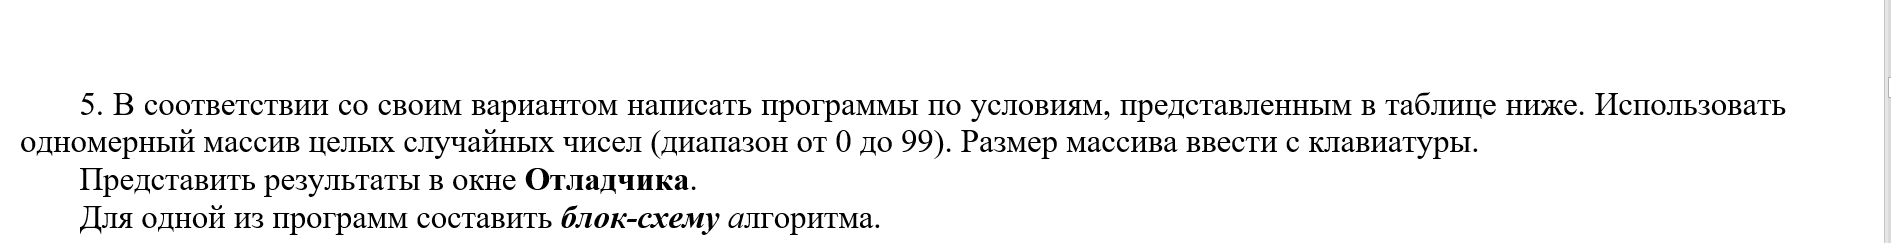 5. В соответствии со своим вариантом написать программы по условиям, представленным в таблице ниже. Использовать
одномерный массив целых случайных чисел (диапазон от 0 до 99). Размер массива ввести с клавиатуры.
Представить результаты в окне Отладчика.
Для одной из программ составить блок-схему алгоритма.